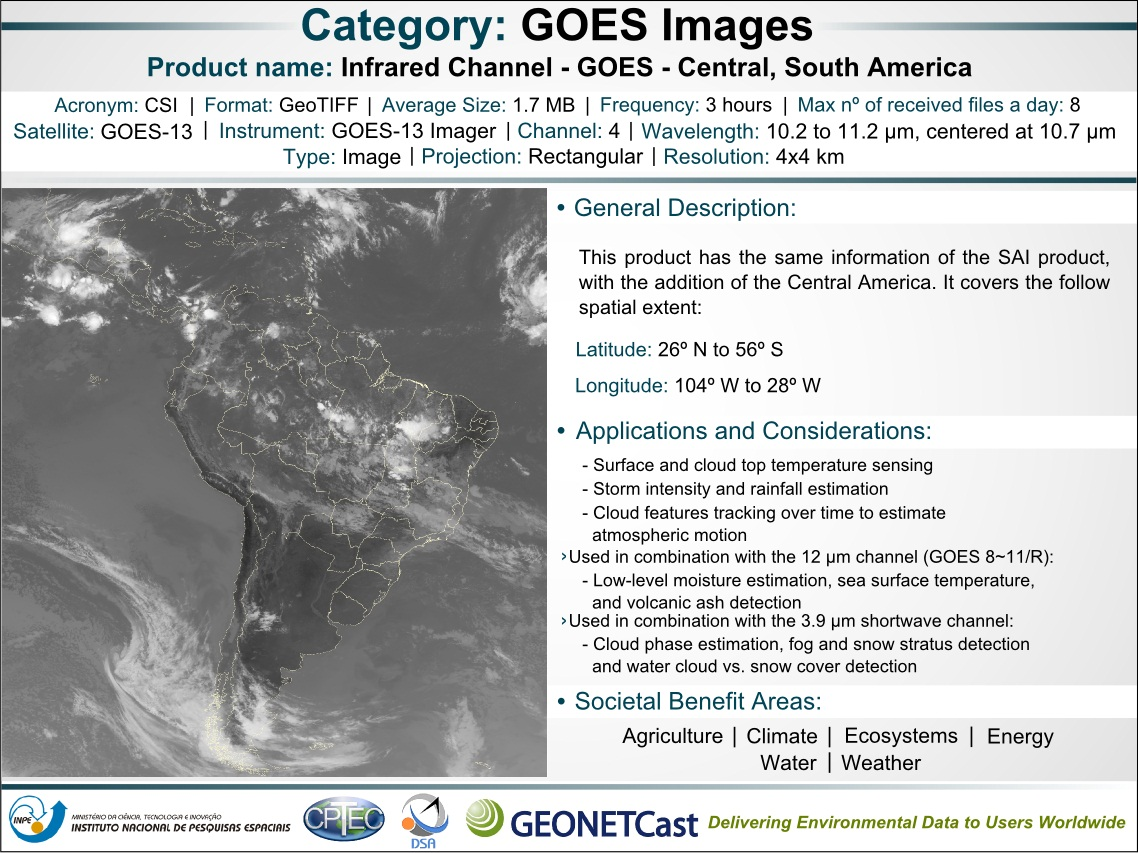 Category: GOES Images
Product name: Infrared Channel - GOES - Central, South America
Acronym: CSI | Format: GeoTIFF | Average Size: 1.7 MB | Frequency: 3 hours | Max nº of received files a day: 8
Satellite: GOES-13 | Instrument: GOES-13 Imager | Channel: 4 | Wavelength: 10.2 to 11.2 µm, centered at 10.7 µm
Type: Image | Projection: Rectangular | Resolution: 4x4 km
• General Description:
This product has the same information of the SAI product,
with the addition of the Central America. It covers the follow
spatial extent:
Latitude: 26º N to 56º S
Longitude: 104º W to 28º W
• Applications and Considerations:
- Surface and cloud top temperature sensing
- Storm intensity and rainfall estimation
- Cloud features tracking over time to estimate
atmospheric motion
›Used in combination with the 12 µm channel (GOES 8~11/R):
- Low-level moisture estimation, sea surface temperature,
and volcanic ash detection
›Used in combination with the 3.9 µm shortwave channel:
- Cloud phase estimation, fog and snow stratus detection
and water cloud vs. snow cover detection
• Societal Benefit Areas:
Agriculture | Climate | Ecosystems | Energy
Water | Weather
INPE
MINISTÉRIO DA CIÊNCIA, TECNOLOGIA E INOVAÇÃO
INSTITUTO NACIONAL DE PESQUISAS ESPACIAIS
CPTEC
DSA
GEONETCast
Delivering Environmental Data to Users Worldwide